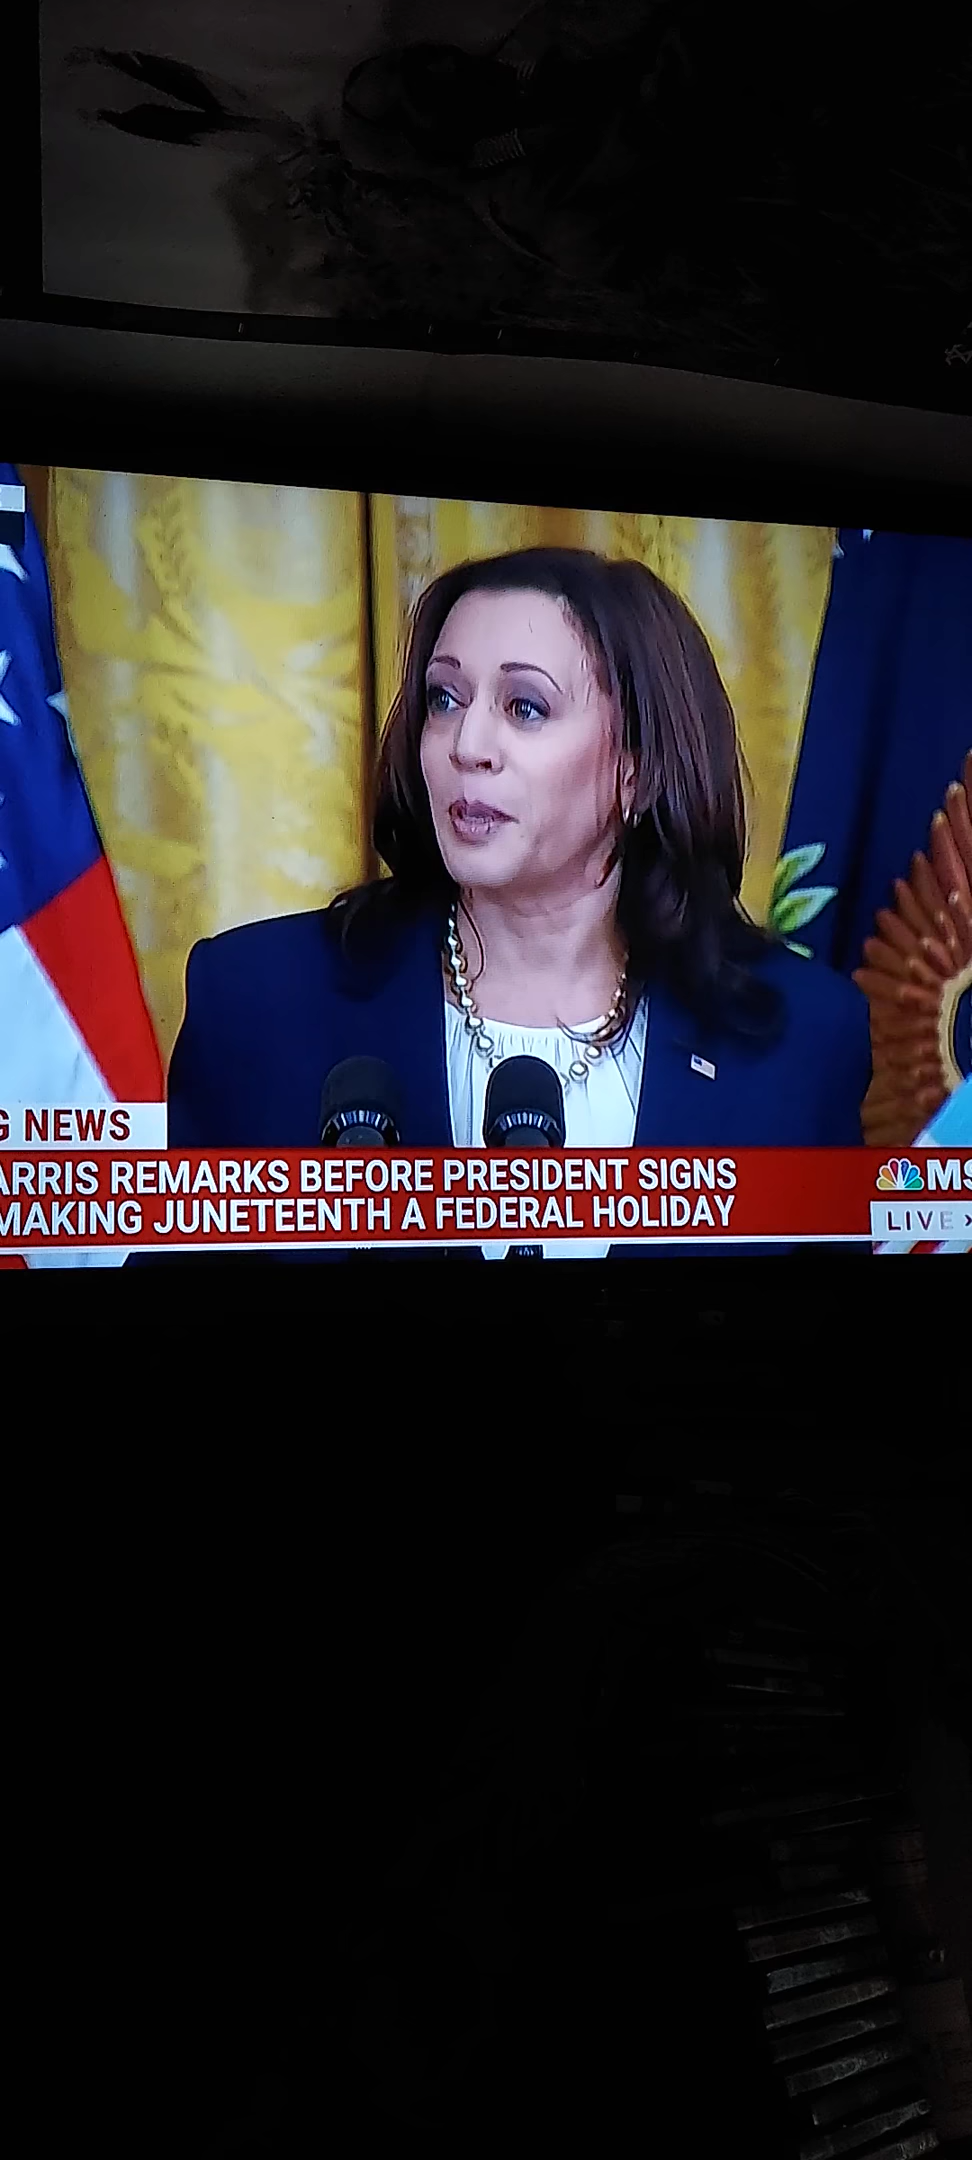 G NEWS
ARRIS REMARKS BEFORE PRESIDENT SIGNS
MAKING JUNETEENTH A FEDERAL HOLIDAY
MS
LIVE